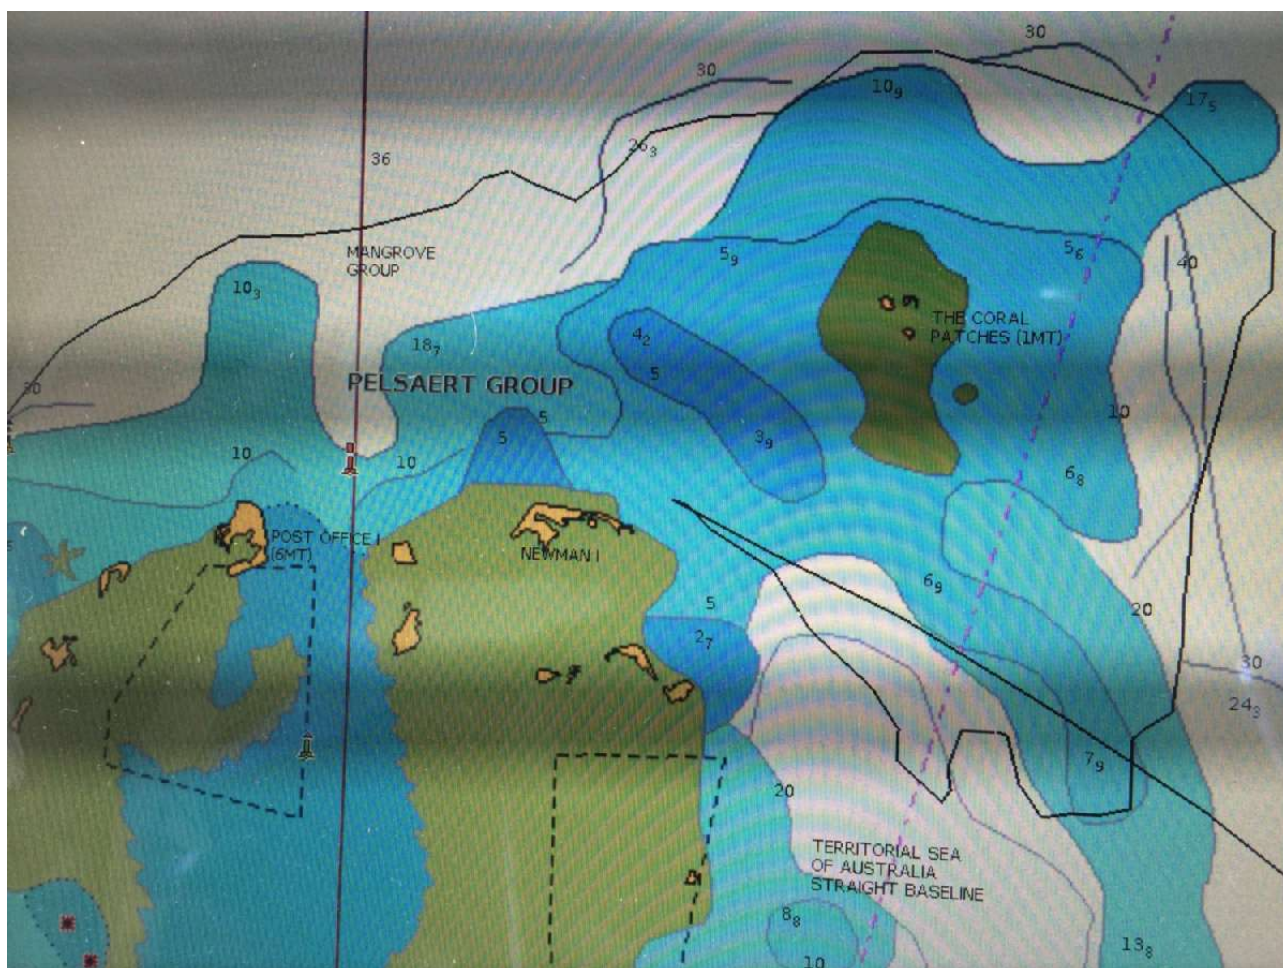 30
30
10₉
17₅
26₃
36
MANGROVE
GROUP
5₉
5₆
40
10₃
THE CORAL
PATCHES (1MT)
4₂
18₇
5
PELSAERT GROUP
30
5
10
5
3₉
10
10
6₈
POST OFFICE I
(6MT)
NEWMAN I
6₉
5
20
2₇
30
24₃
7₉
20
TERRITORIAL SEA
OF AUSTRALIA
STRAIGHT BASELINE
8₈
13₈
10